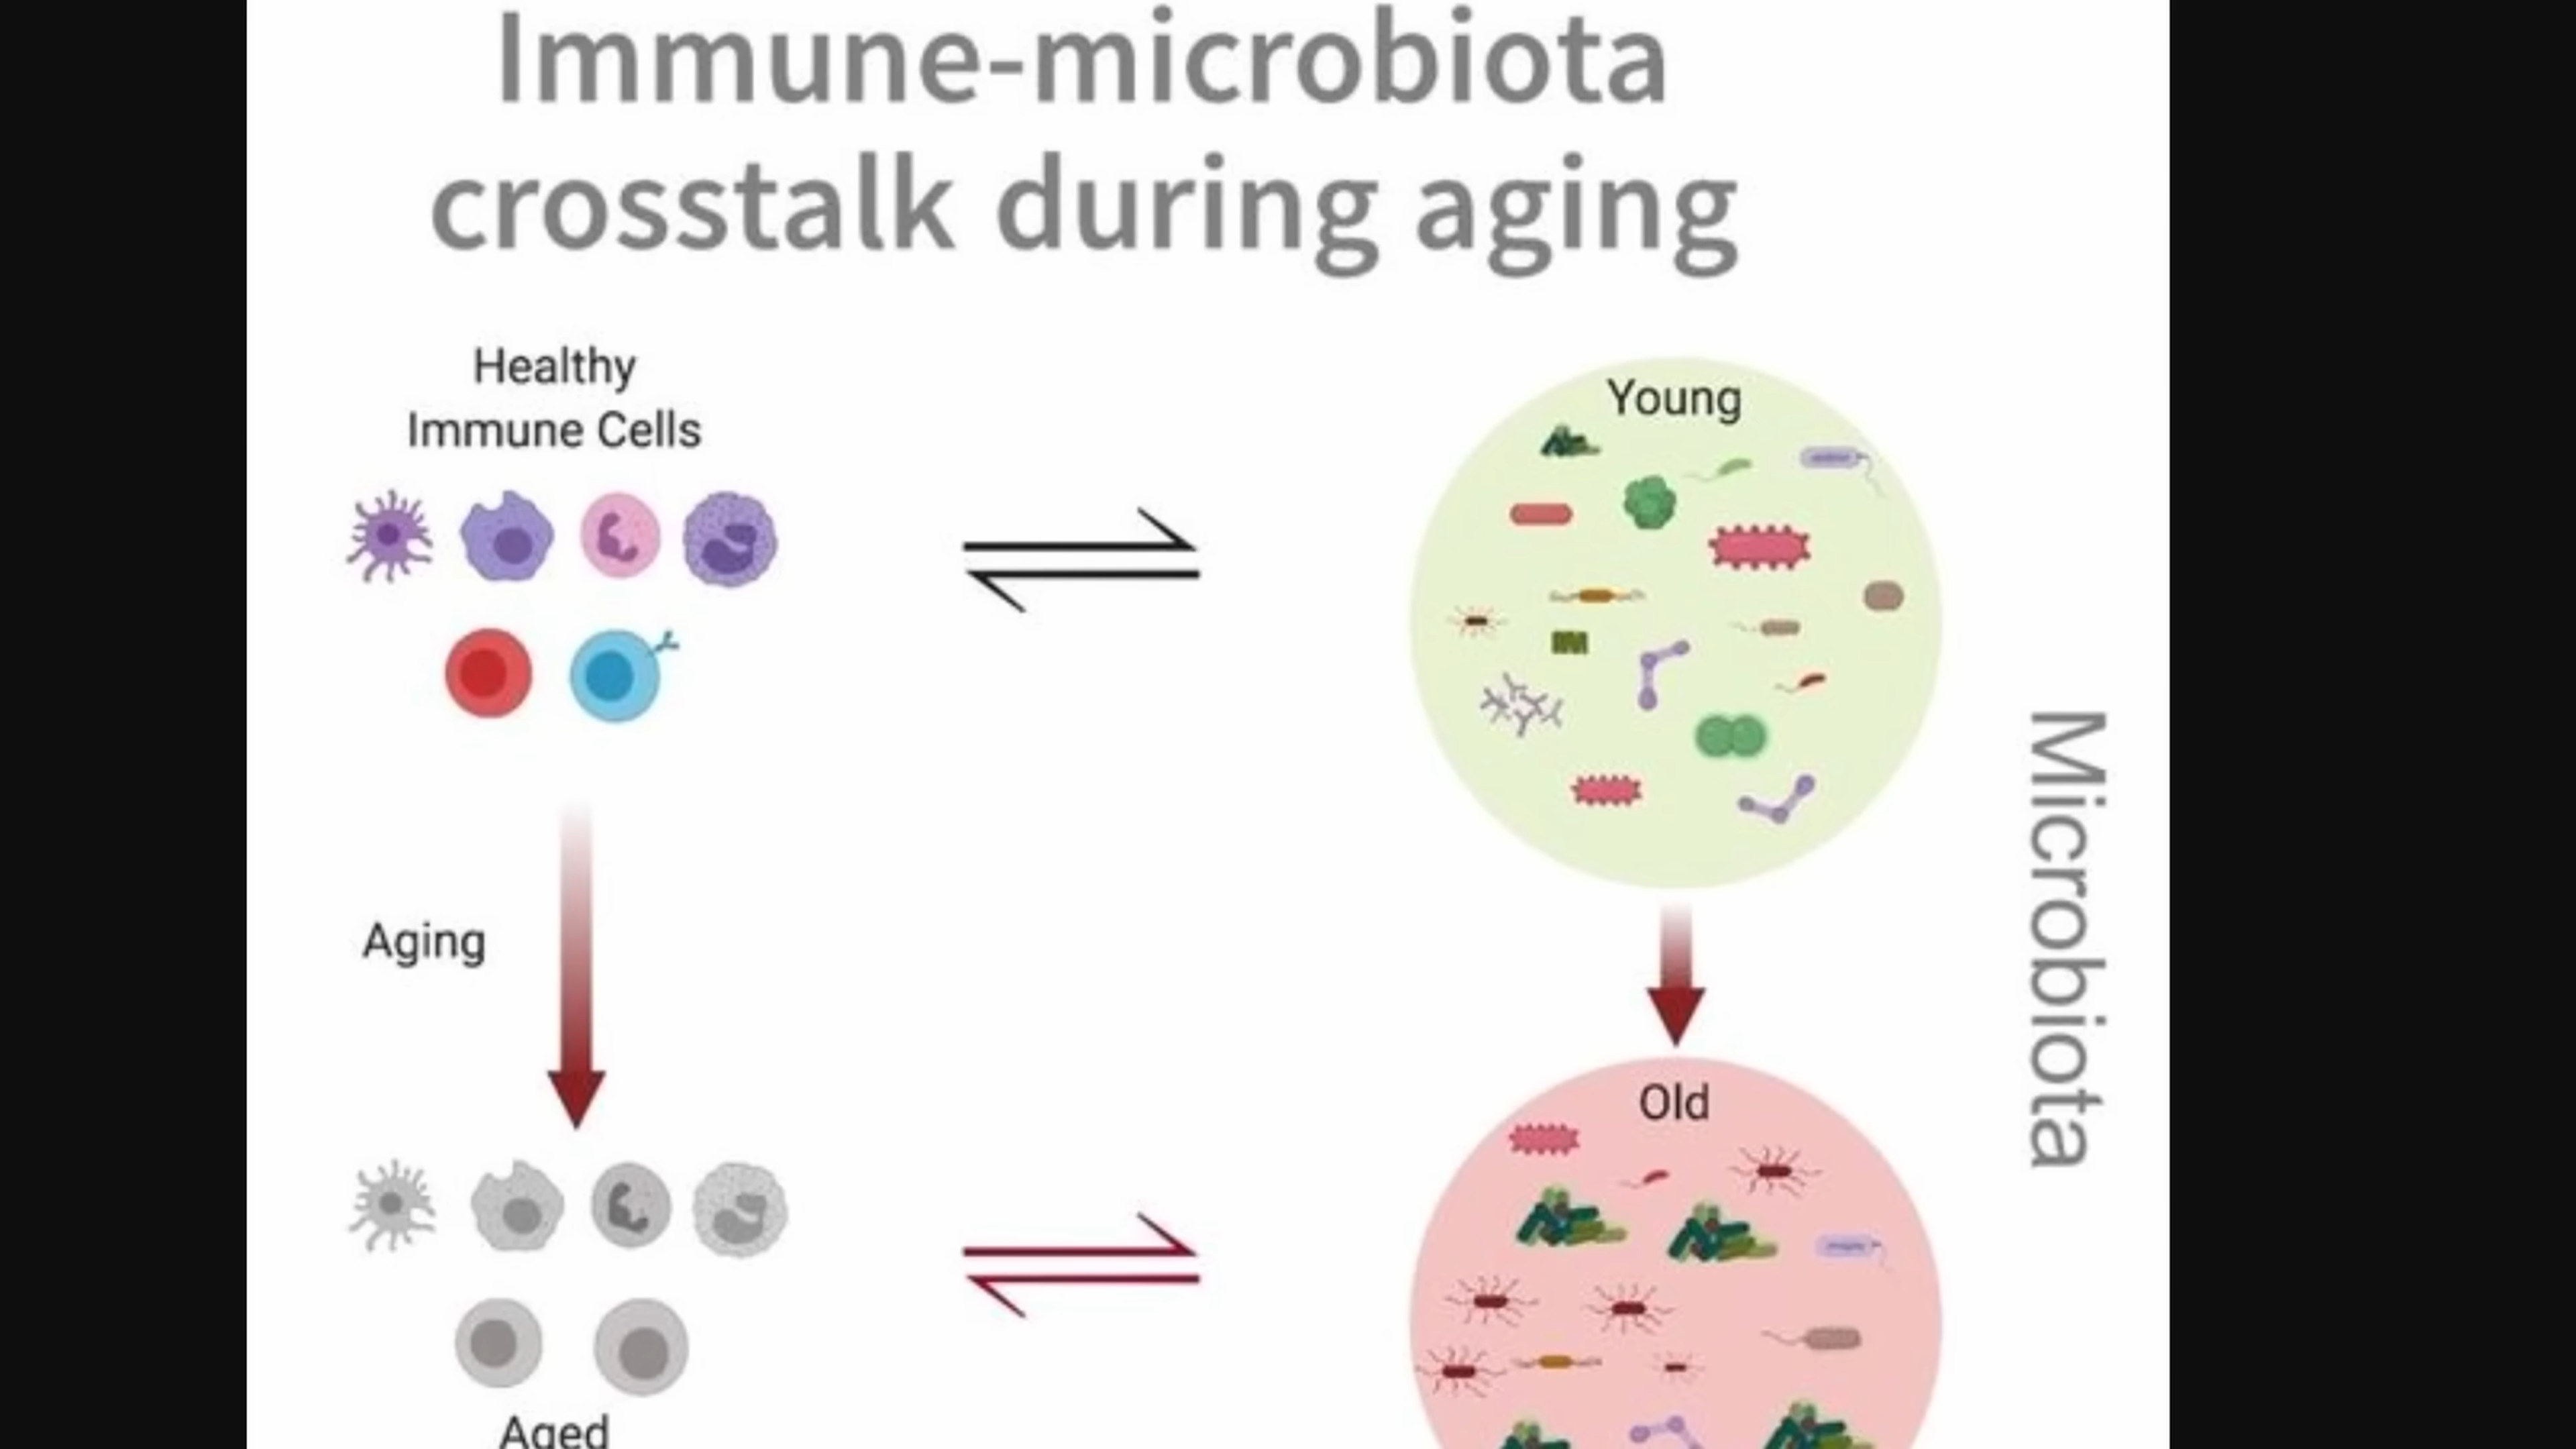 Immune-microbiota
crosstalk during aging
Healthy
Immune Cells
Young
Aging
Microbiota
Old
Aged